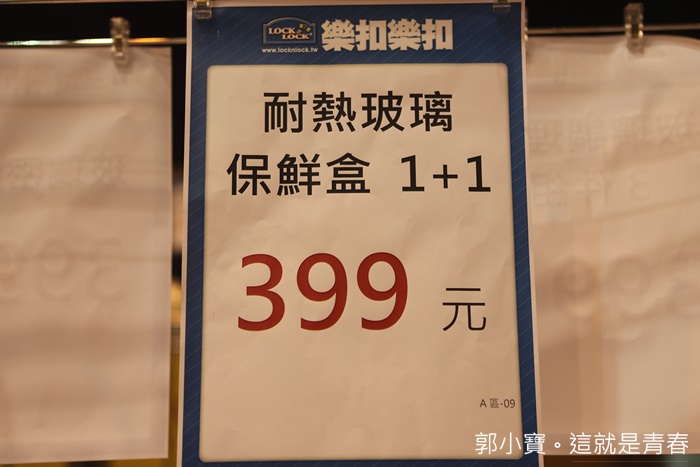 LOCK & LOCK
www.locknlock.tw
樂扣樂扣
耐熱玻璃
保鮮盒 1+1
399 元
A區-09
郭小寶。這就是青春